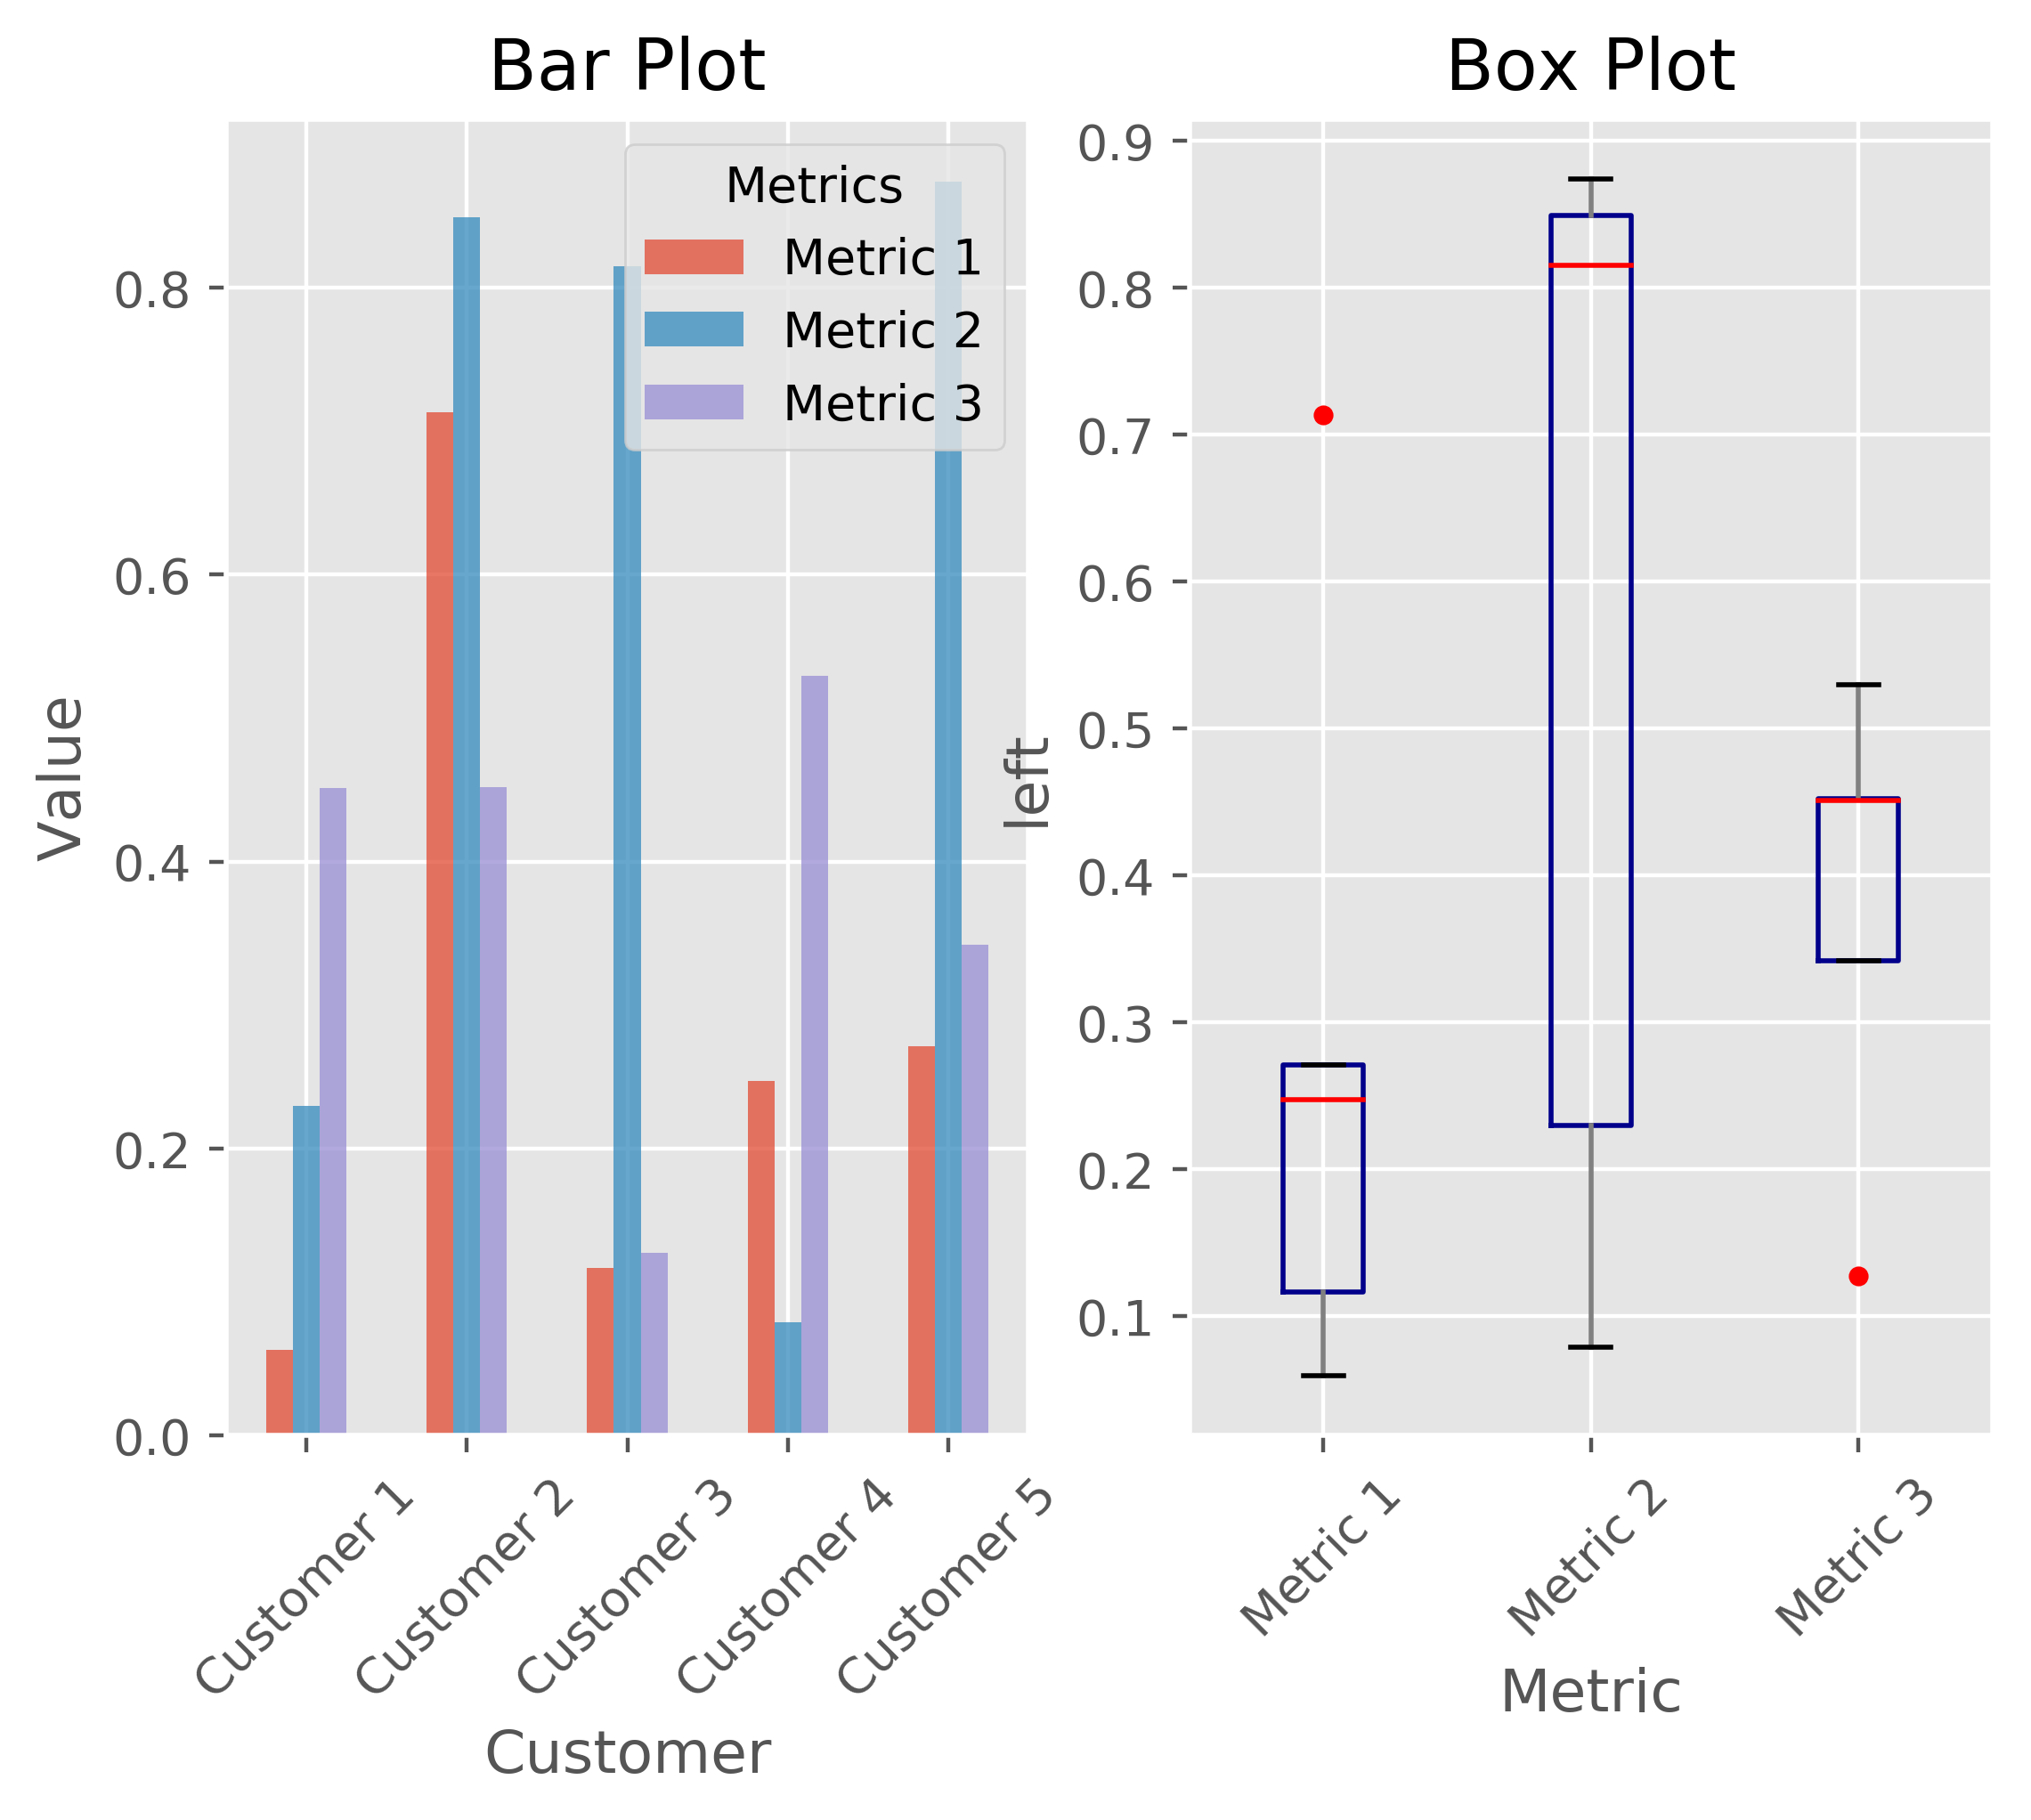 Bar Plot
Metrics
Metric 1
Metric 2
Metric 3
0.8
0.6
0.4
0.2
0.0
Value
Customer 1
Customer 2
Customer 3
Customer 4
Customer 5
Customer
Box Plot
0.9
0.8
0.7
0.6
0.5
0.4
0.3
0.2
0.1
left
Metric 1
Metric 2
Metric 3
Metric